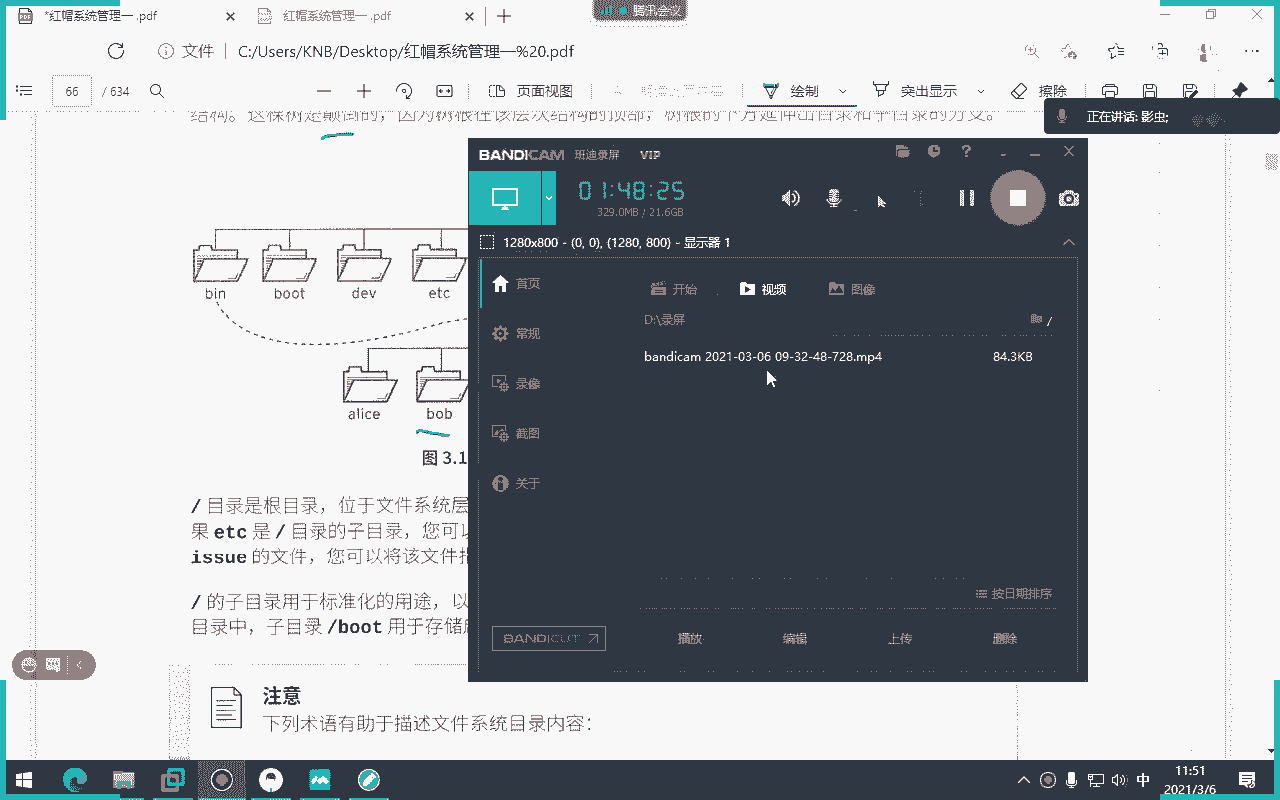 *红帽系统管理一 .pdf
红帽系统管理一 .pdf
腾讯会议
文件
C:/Users/KNB/Desktop/红帽系统管理—%20.pdf
66 / 634
页面视图
绘制
突出显示
擦除
正在讲话: 影虫;
结构。这棵树是颠倒的，因为树根在该层次结构的顶部，树根的下方延伸出目录和子目录的分支。
bin
boot
dev
etc
alice
bob
图 3.1
/ 目录是根目录，位于文件系统层
果 etc 是 / 目录的子目录，您可以
issue 的文件，您可以将该文件指
/ 的子目录用于标准化的用途，以
目录中，子目录 /boot 用于存储启
注意
下列术语有助于描述文件系统目录内容：
BANDICAM 班迪录屏 VIP
01:48:25
329.0MB / 21.6GB
1280x800 - (0, 0), (1280, 800) - 显示器 1
首页
常规
录像
截图
关于
开始
视频
图像
D:\录屏
/
bandicam 2021-03-06 09-32-48-728.mp4
84.3KB
按日期排序
BANDICUT
播放
编辑
上传
删除
中
11:51
2021/3/6